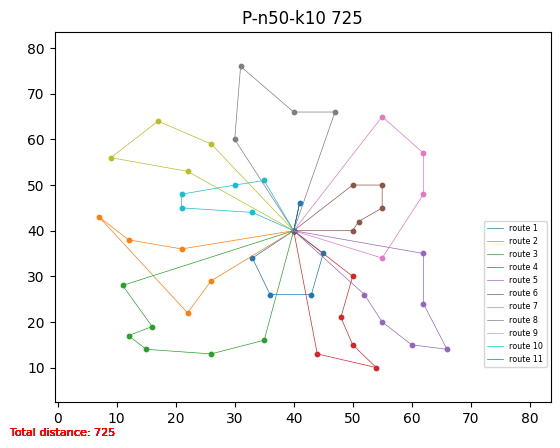 P-n50-k10 725
80
70
60
50
40
30
20
10
0 10 20 30 40 50 60 70 80
route 1
route 2
route 3
route 4
route 5
route 6
route 7
route 8
route 9
route 10
route 11
Total distance: 725